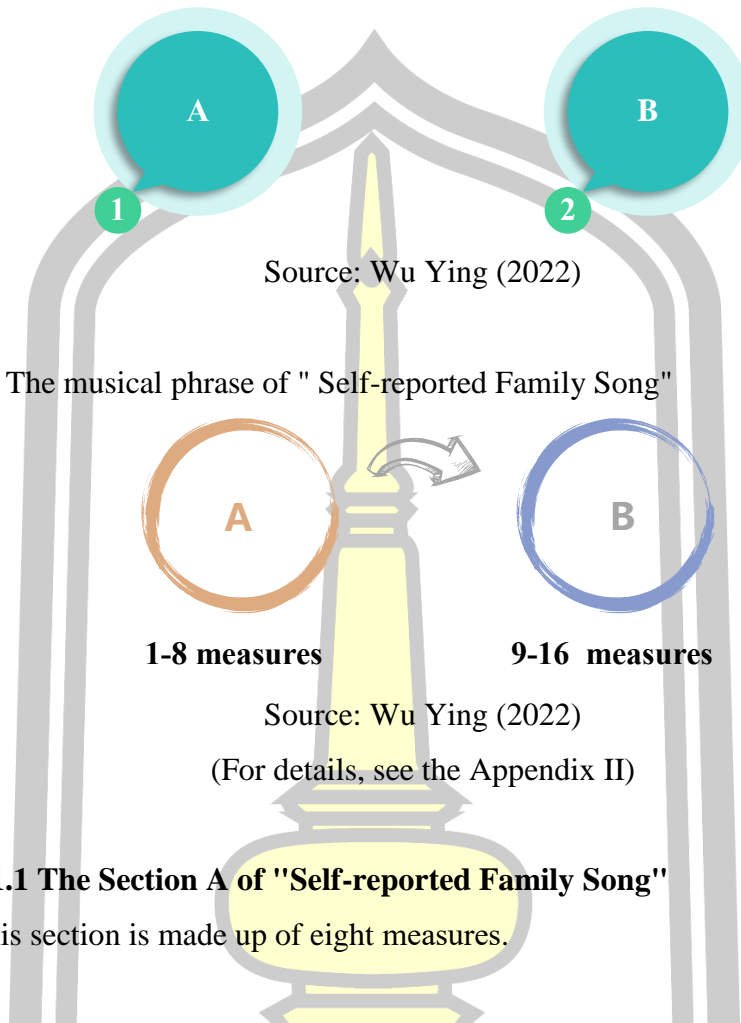 A B
1 2
Source: Wu Ying (2022)
The musical phrase of " Self-reported Family Song"
A B
1-8 measures 9-16 measures
Source: Wu Ying (2022)
(For details, see the Appendix II)
.1 The Section A of "Self-reported Family Song"
is section is made up of eight measures.